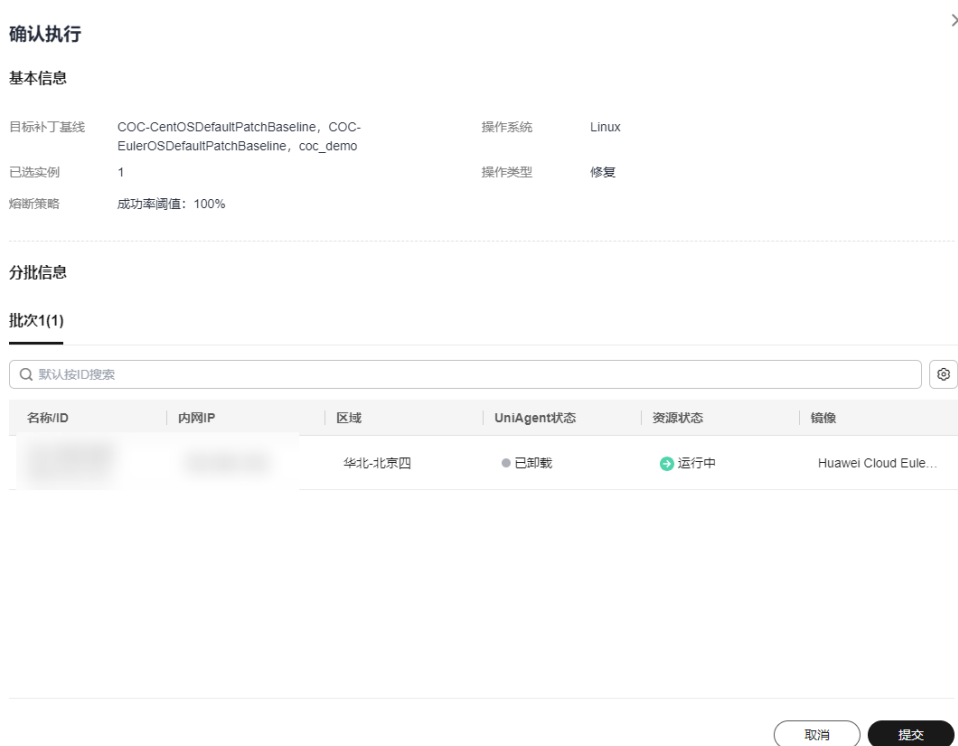 确认执行
基本信息
目标补丁基线 COC-CentOSDefaultPatchBaseline，COC-EulerOSDefaultPatchBaseline，coc_demo 操作系统 Linux
已选实例 1 操作类型 修复
熔断策略 成功率阈值：100%
分批信息
批次1(1)
默认按ID搜索
名称/ID 内网IP 区域 UniAgent状态 资源状态 镜像
华北-北京四 已卸载 运行中 Huawei Cloud Eule...
取消 提交